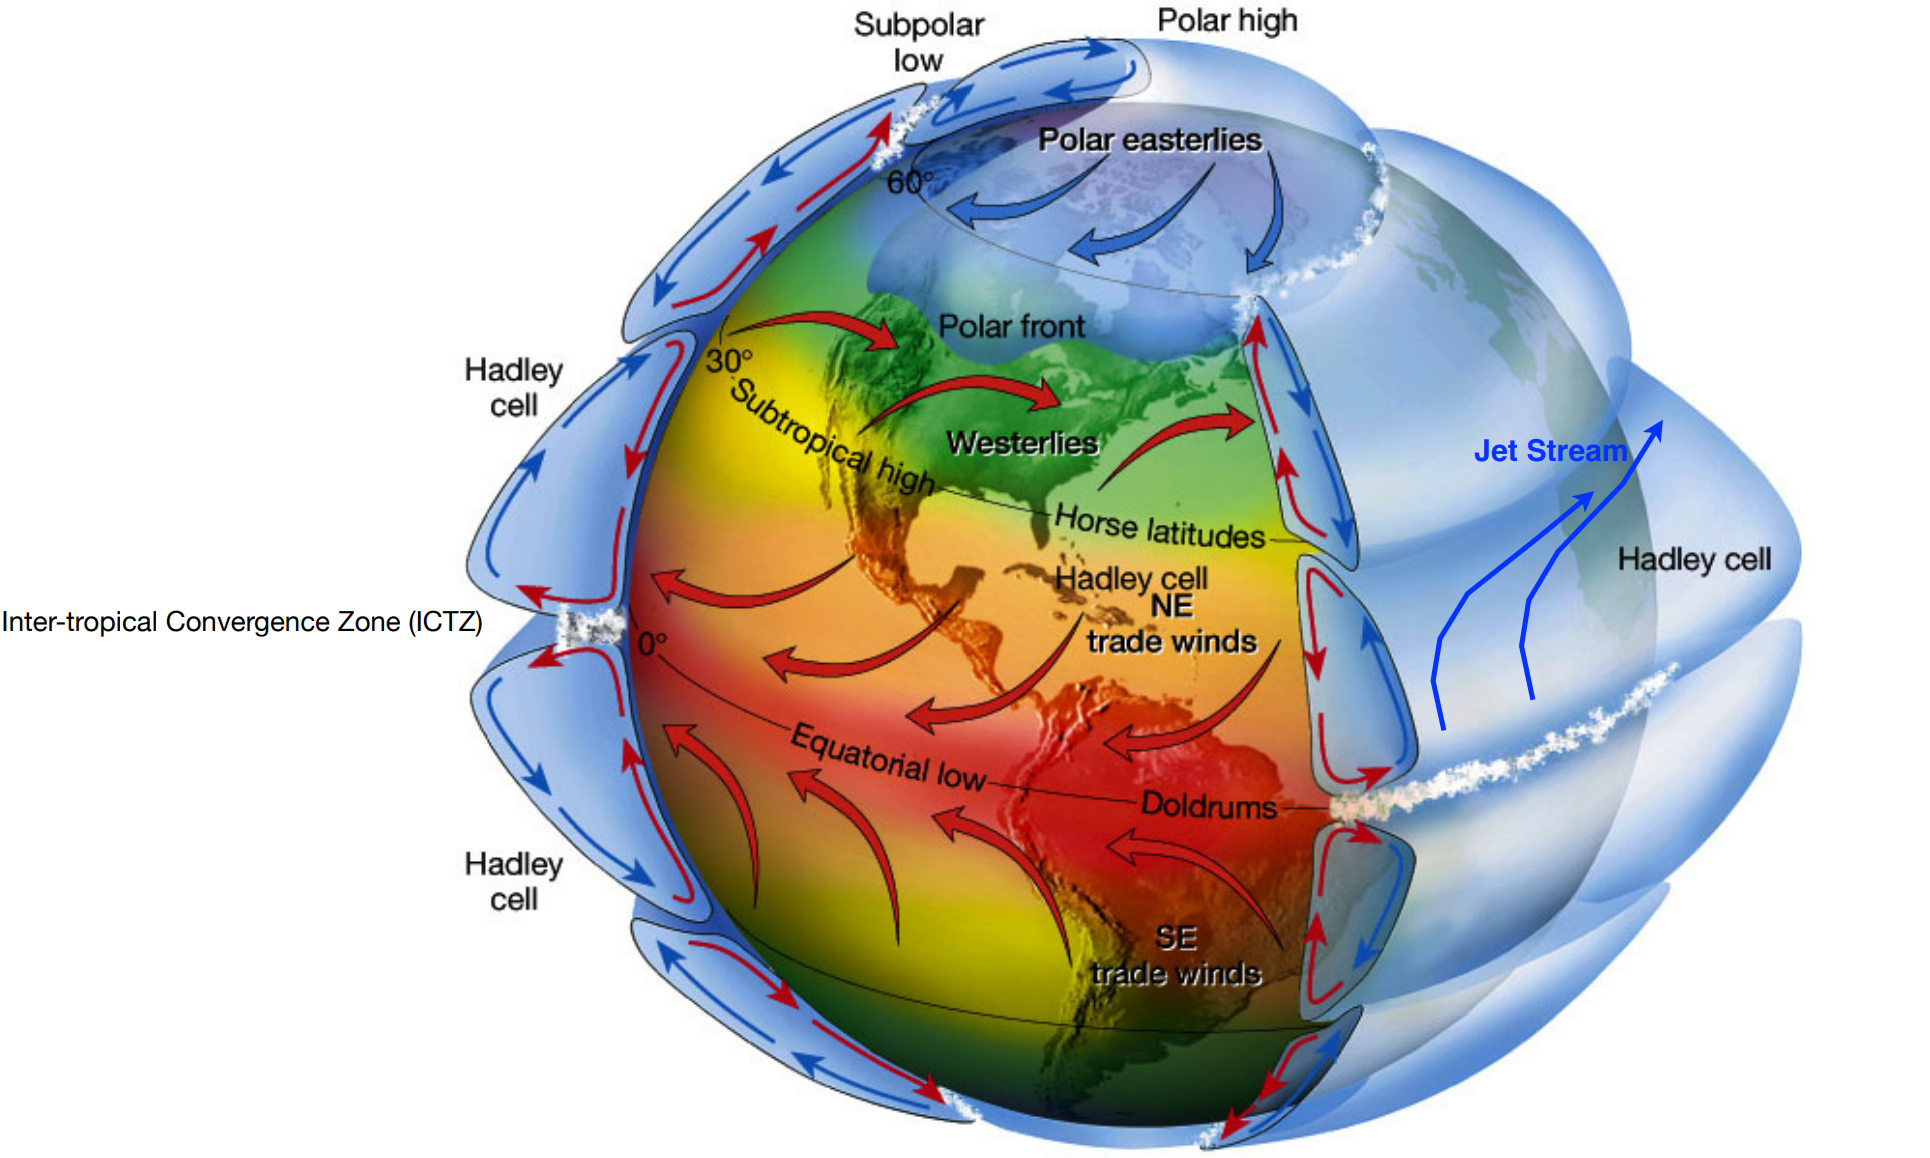 Subpolar
low
Polar high
Polar easterlies
60°
Polar front
30°
Hadley
cell
Subtropical high
Westerlies
Jet Stream
Horse latitudes
Hadley cell
Hadley cell
NE
trade winds
Inter-tropical Convergence Zone (ICTZ)
0°
Equatorial low
Doldrums
Hadley
cell
SE
trade winds